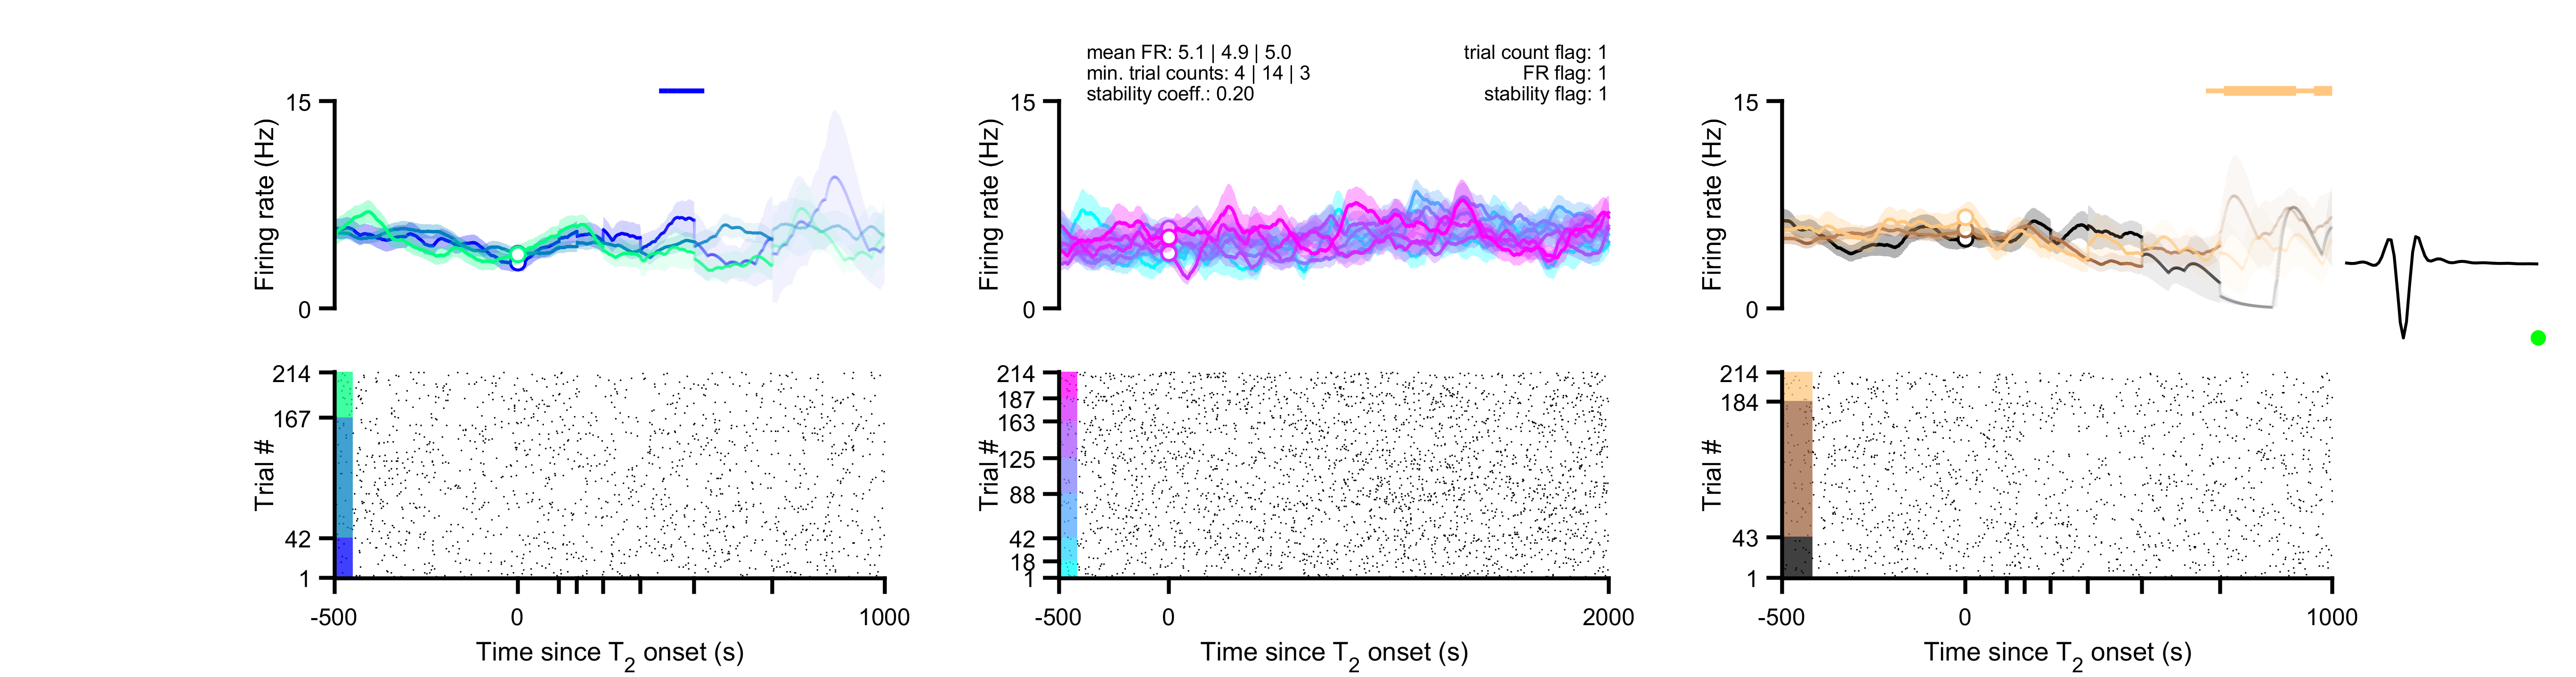 mean FR: 5.1 | 4.9 | 5.0
min. trial counts: 4 | 14 | 3
stability coeff.: 0.20
trial count flag: 1
FR flag: 1
stability flag: 1
15
Firing rate (Hz)
0
15
Firing rate (Hz)
0
15
Firing rate (Hz)
0
214
167
Trial #
42
1
-500
0
1000
Time since T2 onset (s)
214
187
163
Trial #
125
88
42
18
1
-500
0
2000
Time since T2 onset (s)
214
184
Trial #
43
1
-500
0
1000
Time since T2 onset (s)